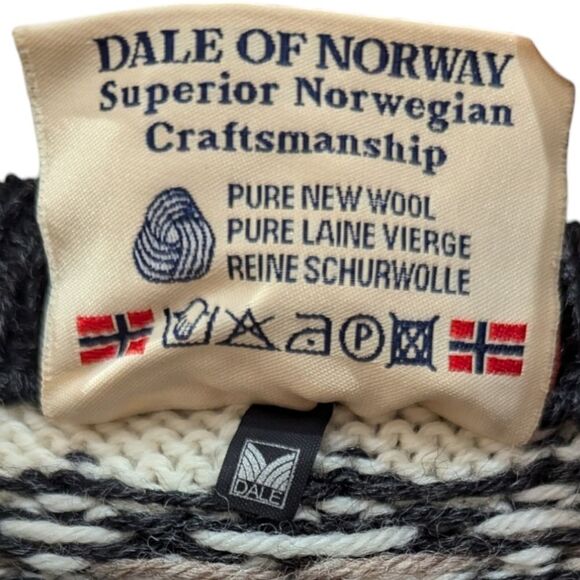 DALE OF NORWAY
Superior Norwegian
Craftsmanship
PURE NEW WOOL
PURE LAINE VIERGE
REINE SCHURWOLLE
P
DALE